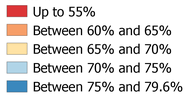 Up to 55%
Between 60% and 65%
Between 65% and 70%
Between 70% and 75%
Between 75% and 79.6%